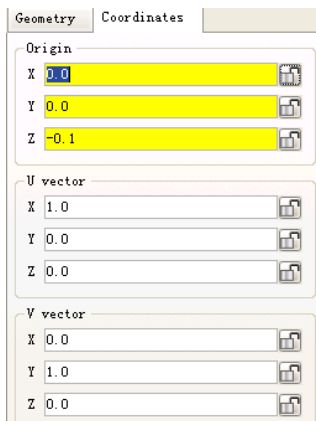 Geometry Coordinates
Origin
X 0.0
Y 0.0
Z -0.1
U vector
X 1.0
Y 0.0
Z 0.0
V vector
X 0.0
Y 1.0
Z 0.0